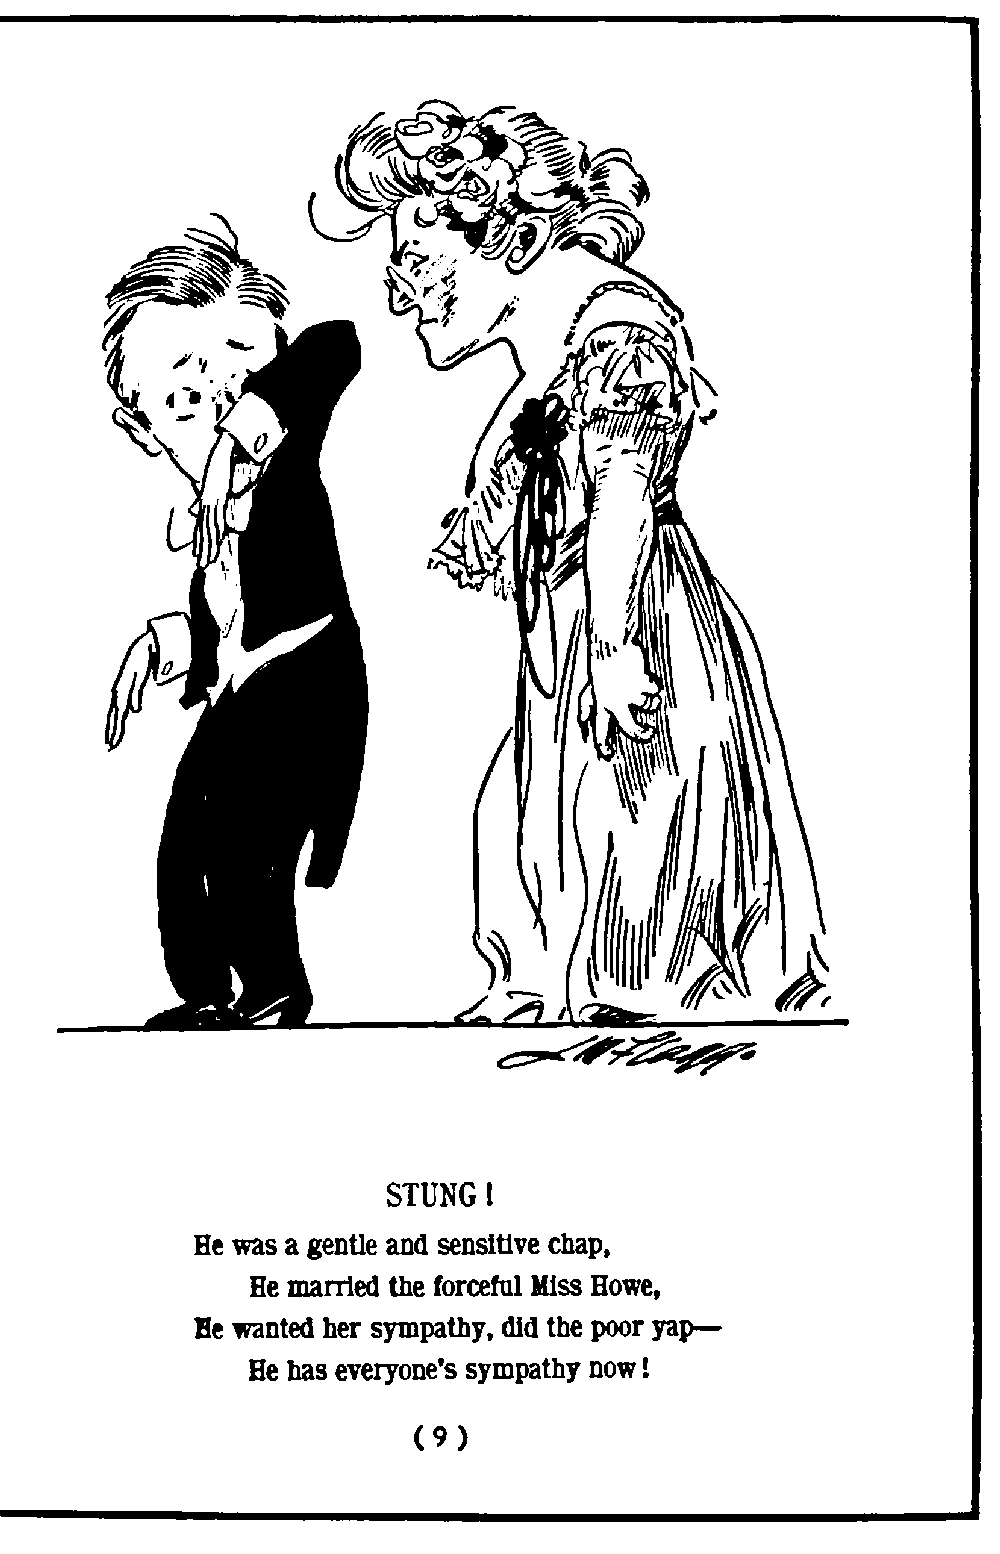 J M Flagg.
STUNG!
He was a gentle and sensitive chap,
He married the forceful Miss Howe,
He wanted her sympathy, did the poor yap—
He has everyone's sympathy now!
(9)